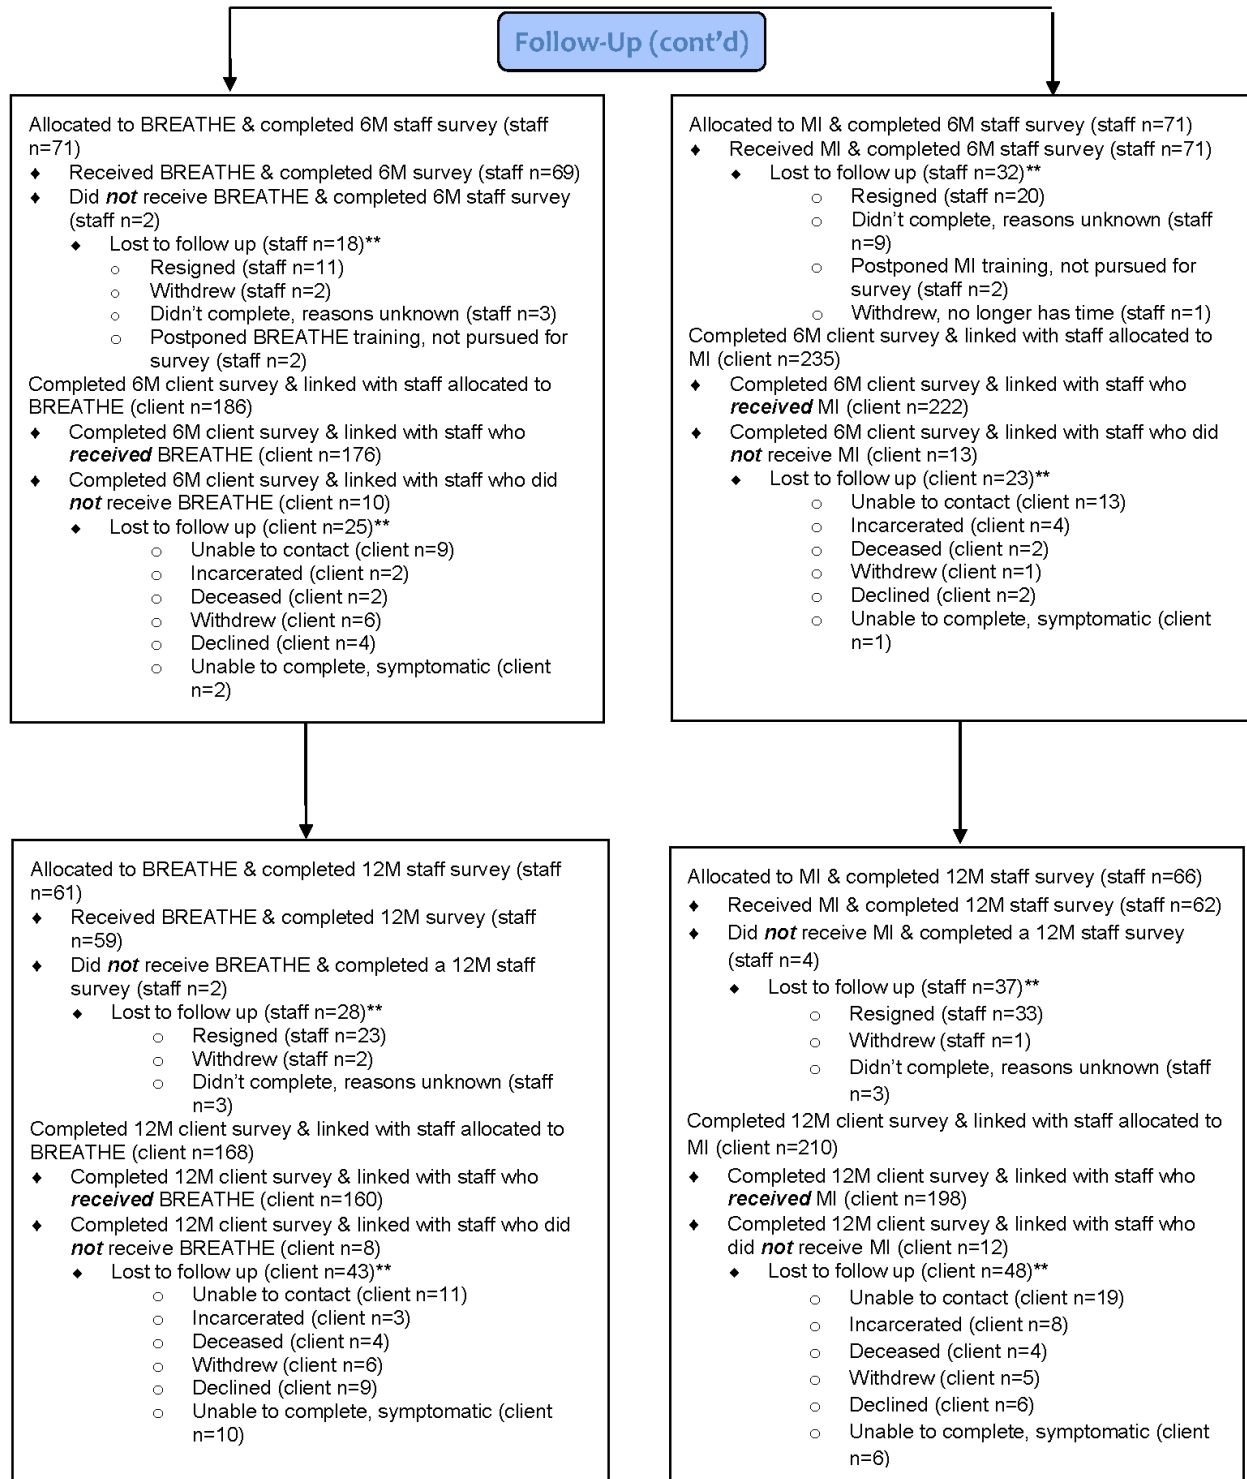 Follow-Up (cont'd)
Allocated to BREATHE & completed 6M staff survey (staff
n=71)
♦ Received BREATHE & completed 6M survey (staff n=69)
♦ Did not receive BREATHE & completed 6M staff survey
(staff n=2)
♦ Lost to follow up (staff n=18)**
○ Resigned (staff n=11)
○ Withdrew (staff n=2)
○ Didn't complete, reasons unknown (staff n=3)
○ Postponed BREATHE training, not pursued for
survey (staff n=2)
Completed 6M client survey & linked with staff allocated to
BREATHE (client n=186)
♦ Completed 6M client survey & linked with staff who
received BREATHE (client n=176)
♦ Completed 6M client survey & linked with staff who did
not receive BREATHE (client n=10)
♦ Lost to follow up (client n=25)**
○ Unable to contact (client n=9)
○ Incarcerated (client n=2)
○ Deceased (client n=2)
○ Withdrew (client n=6)
○ Declined (client n=4)
○ Unable to complete, symptomatic (client
n=2)
Allocated to MI & completed 6M staff survey (staff n=71)
♦ Received MI & completed 6M staff survey (staff n=71)
♦ Lost to follow up (staff n=32)**
○ Resigned (staff n=20)
○ Didn't complete, reasons unknown (staff
n=9)
○ Postponed MI training, not pursued for
survey (staff n=2)
○ Withdrew, no longer has time (staff n=1)
Completed 6M client survey & linked with staff allocated to
MI (client n=235)
♦ Completed 6M client survey & linked with staff who
received MI (client n=222)
♦ Completed 6M client survey & linked with staff who did
not receive MI (client n=13)
♦ Lost to follow up (client n=23)**
○ Unable to contact (client n=13)
○ Incarcerated (client n=4)
○ Deceased (client n=2)
○ Withdrew (client n=1)
○ Declined (client n=2)
○ Unable to complete, symptomatic (client
n=1)
Allocated to BREATHE & completed 12M staff survey (staff
n=61)
♦ Received BREATHE & completed 12M survey (staff
n=59)
♦ Did not receive BREATHE & completed a 12M staff
survey (staff n=2)
♦ Lost to follow up (staff n=28)**
○ Resigned (staff n=23)
○ Withdrew (staff n=2)
○ Didn't complete, reasons unknown (staff
n=3)
Completed 12M client survey & linked with staff allocated to
BREATHE (client n=168)
♦ Completed 12M client survey & linked with staff who
received BREATHE (client n=160)
♦ Completed 12M client survey & linked with staff who did
not receive BREATHE (client n=8)
♦ Lost to follow up (client n=43)**
○ Unable to contact (client n=11)
○ Incarcerated (client n=3)
○ Deceased (client n=4)
○ Withdrew (client n=6)
○ Declined (client n=9)
○ Unable to complete, symptomatic (client
n=10)
Allocated to MI & completed 12M staff survey (staff n=66)
♦ Received MI & completed 12M staff survey (staff n=62)
♦ Did not receive MI & completed a 12M staff survey
(staff n=4)
♦ Lost to follow up (staff n=37)**
○ Resigned (staff n=33)
○ Withdrew (staff n=1)
○ Didn't complete, reasons unknown (staff
n=3)
Completed 12M client survey & linked with staff allocated to
MI (client n=210)
♦ Completed 12M client survey & linked with staff who
received MI (client n=198)
♦ Completed 12M client survey & linked with staff who
did not receive MI (client n=12)
♦ Lost to follow up (client n=48)**
○ Unable to contact (client n=19)
○ Incarcerated (client n=8)
○ Deceased (client n=4)
○ Withdrew (client n=5)
○ Declined (client n=6)
○ Unable to complete, symptomatic (client
n=6)